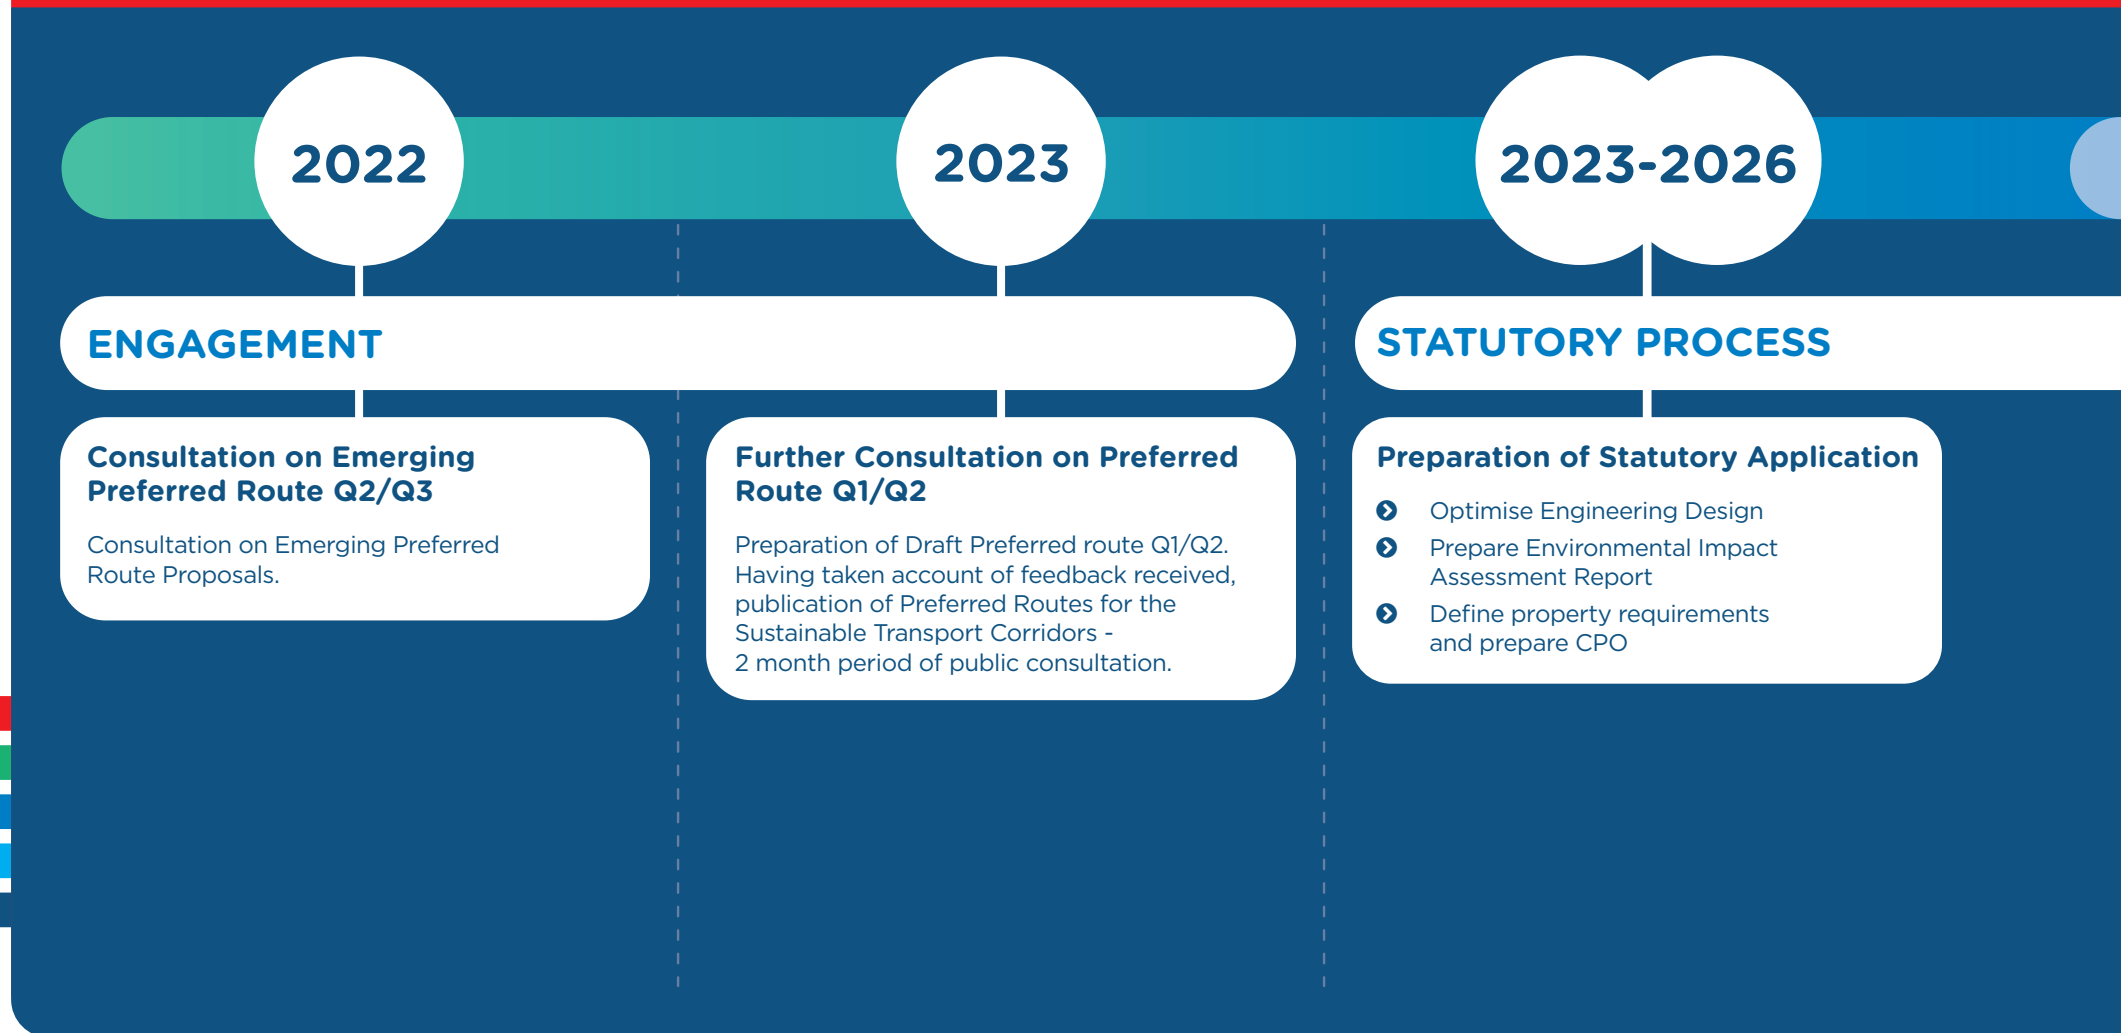 2022
2023
2023-2026
ENGAGEMENT
STATUTORY PROCESS
Consultation on Emerging
Preferred Route Q2/Q3
Consultation on Emerging Preferred
Route Proposals.
Further Consultation on Preferred
Route Q1/Q2
Preparation of Draft Preferred route Q1/Q2.
Having taken account of feedback received,
publication of Preferred Routes for the
Sustainable Transport Corridors -
2 month period of public consultation.
Preparation of Statutory Application
Optimise Engineering Design
Prepare Environmental Impact
Assessment Report
Define property requirements
and prepare CPO